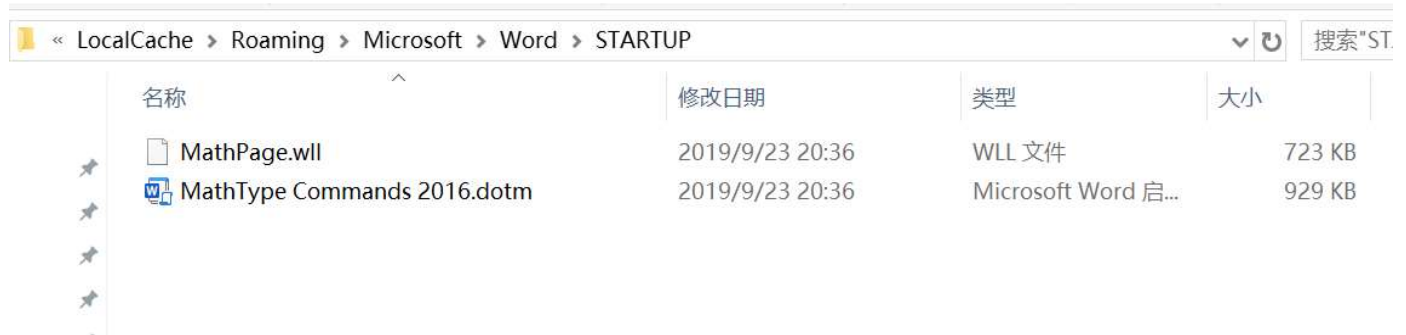 « LocalCache > Roaming > Microsoft > Word > STARTUP 搜索"ST...
名称 修改日期 类型 大小
MathPage.wll 2019/9/23 20:36 WLL 文件 723 KB
MathType Commands 2016.dotm 2019/9/23 20:36 Microsoft Word 启... 929 KB